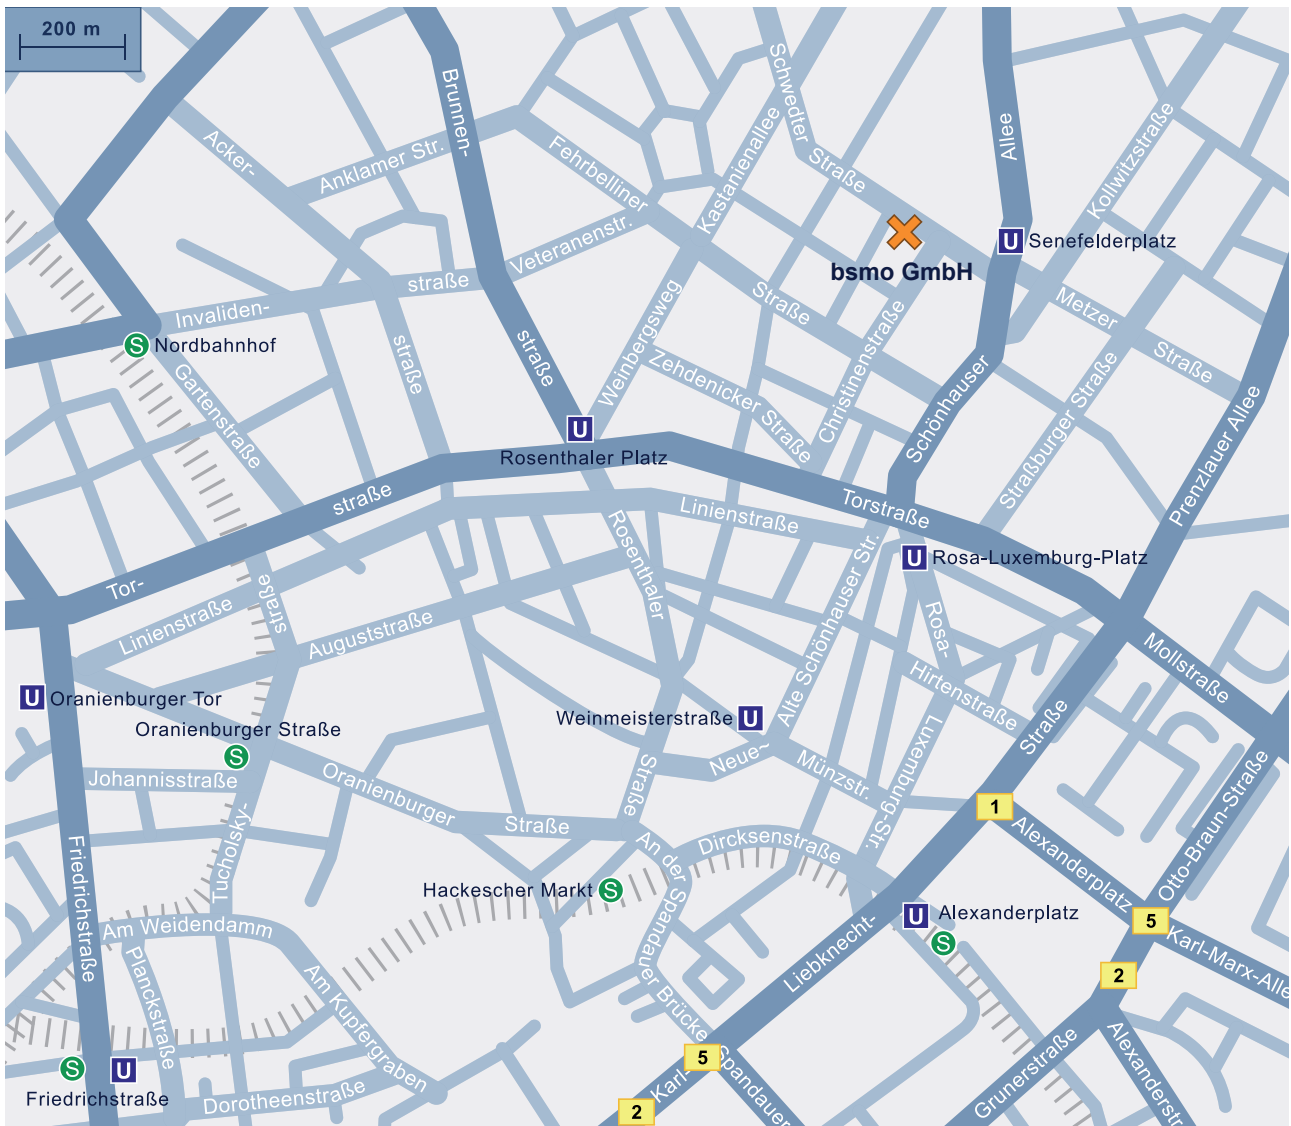 200 m
Brunnen-
straße
Acker-
straße
Anklamer Str.
Fehrbelliner
Straße
Schwedter
Straße
Kastanienallee
Allee
Kollwitzstraße
Veteranenstr.
U
Senefelderplatz
bsmo GmbH
Invaliden-
straße
S Nordbahnhof
Gartenstraße
straße
Weinbergsweg
Zehdenicker Straße
Christinenstraße
Schönhauser
Metzer
Straße
Straßburger Straße
Prenzlauer Allee
U
Rosenthaler Platz
Tor-
straße
Torstraße
Linienstraße
Linienstraße
Rosenthaler
Straße
Alte Schönhauser Str.
U Rosa-Luxemburg-Platz
Rosa-
Luxemburg-Str.
Hirtenstraße
Mollstraße
Auguststraße
U Oranienburger Tor
Oranienburger Straße
S
Weinmeisterstraße U
Neue~
Münzstr.
Straße
Johannisstraße
Oranienburger
Straße
Tucholsky-
Friedrichstraße
An der Spandauer Brücke
Dircksenstraße
1
Alexanderplatz
Otto-Braun-Straße
Hackescher Markt S
U Alexanderplatz
S
5
Karl-Marx-Alle
2
Am Weidendamm
Planckstraße
Am Kupfergraben
Liebknecht-
Karl-
5
2
Spandauer
Grunerstraße
Alexanderstr
S
U
Friedrichstraße
Dorotheenstraße